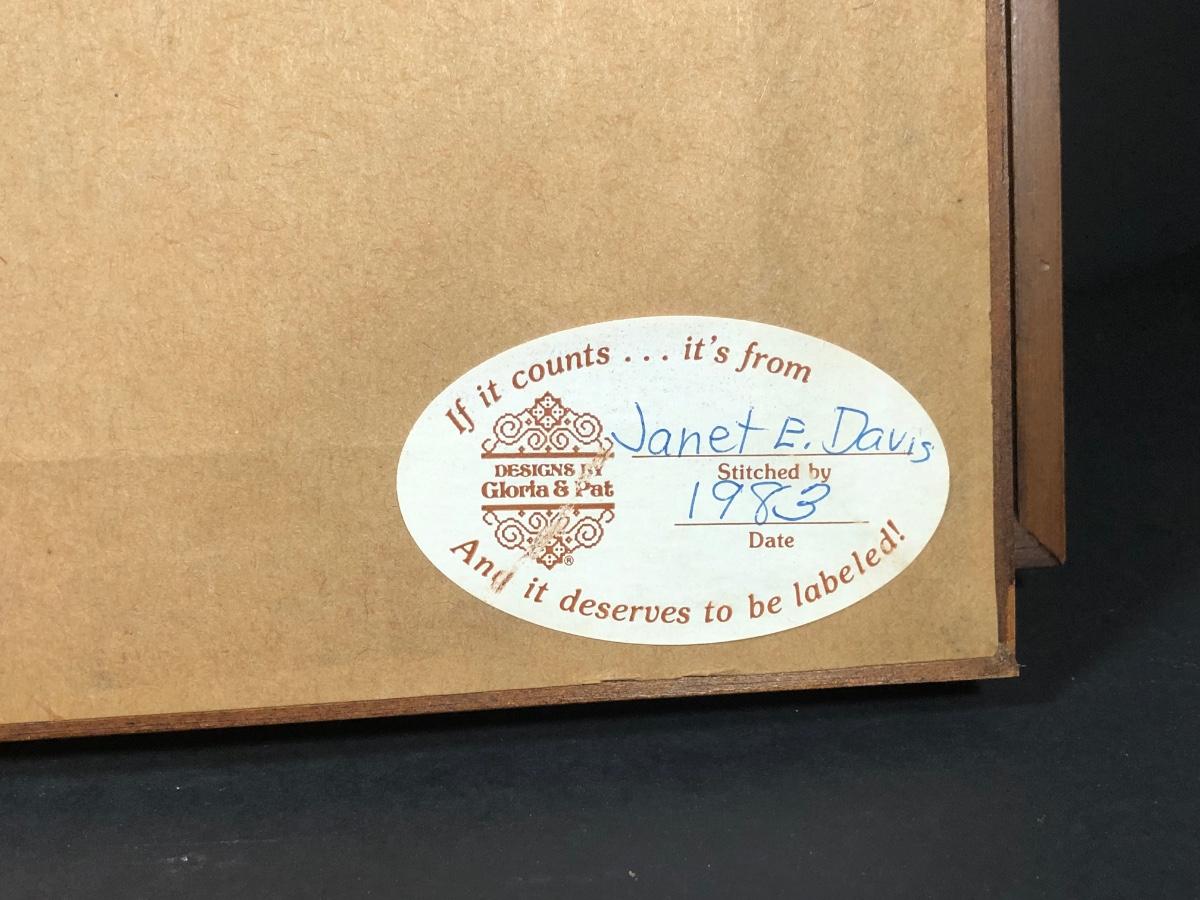 If it counts . . . it's from
DESIGNS BY
Gloria & Pat
®
Janet E. Davis
Stitched by
1983
Date
And it deserves to be labeled!